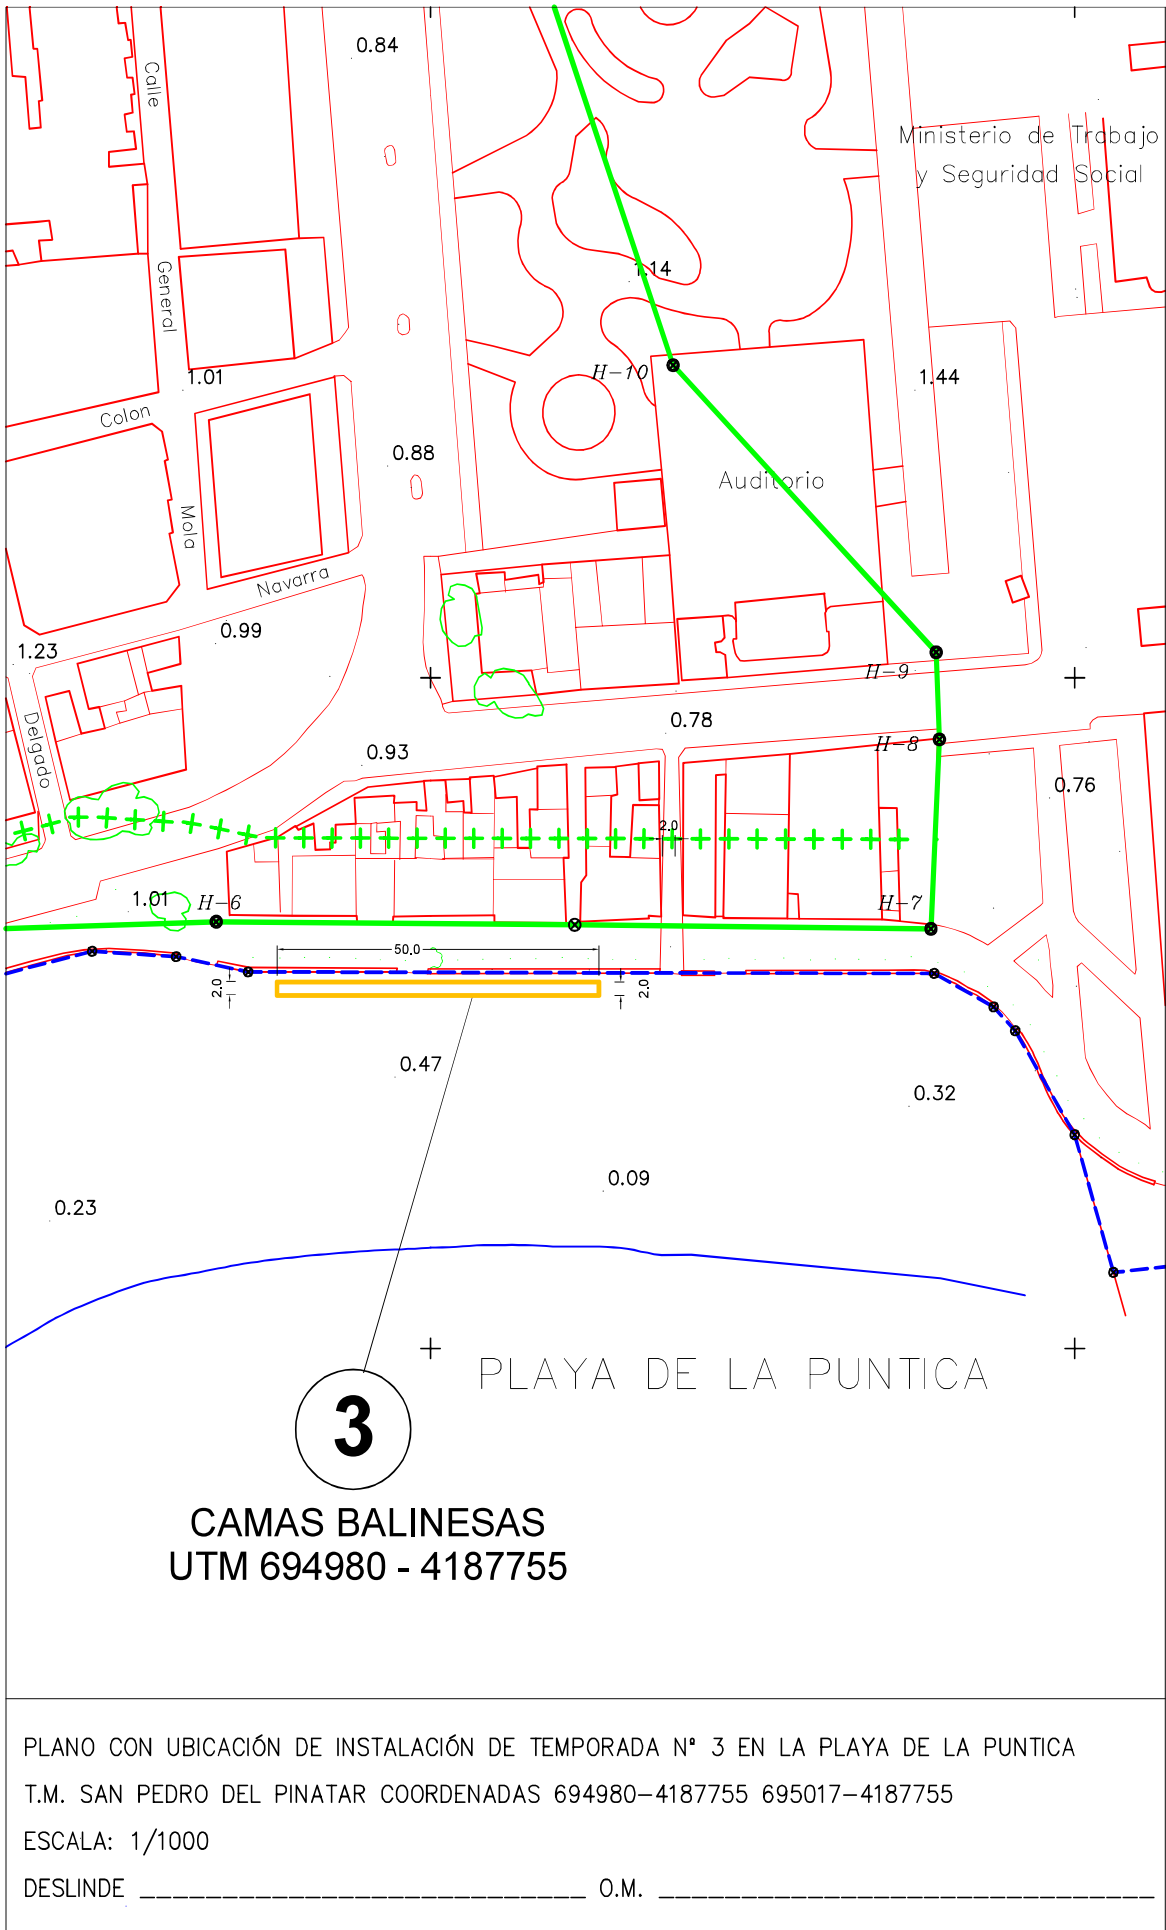 0.84
Calle
Ministerio de Trabajo
y Seguridad Social
General
1.14
H-10
1.01
1.44
Colon
0.88
Auditorio
Mola
Navarra
0.99
1.23
H-9
0.78
Delgado
0.93
H-8
0.76
2.0
1.01
H-6
H-7
50,0
2.0
2.0
0.47
0.32
0.09
0.23
PLAYA DE LA PUNTICA
3
CAMAS BALINESAS
UTM 694980 - 4187755
PLANO CON UBICACIÓN DE INSTALACIÓN DE TEMPORADA Nº 3 EN LA PLAYA DE LA PUNTICA
T.M. SAN PEDRO DEL PINATAR COORDENADAS 694980-4187755 695017-4187755
ESCALA: 1/1000
DESLINDE ____________________________ O.M. _______________________________